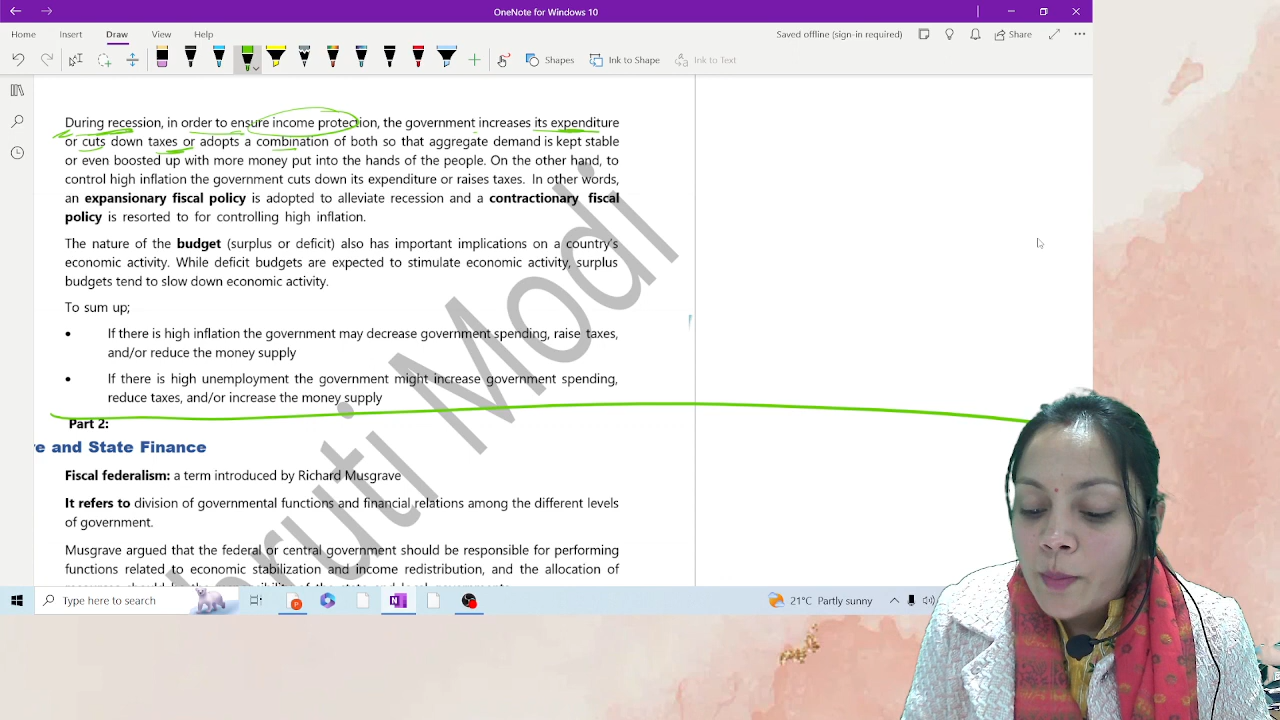 OneNote for Windows 10
Home Insert Draw View Help Saved offline (sign-in required) Share
Shapes Ink to Shape Ink to Text
During recession, in order to ensure income protection, the government increases its expenditure
or cuts down taxes or adopts a combination of both so that aggregate demand is kept stable
or even boosted up with more money put into the hands of the people. On the other hand, to
control high inflation the government cuts down its expenditure or raises taxes. In other words,
an expansionary fiscal policy is adopted to alleviate recession and a contractionary fiscal
policy is resorted to for controlling high inflation.
The nature of the budget (surplus or deficit) also has important implications on a country's
economic activity. While deficit budgets are expected to stimulate economic activity, surplus
budgets tend to slow down economic activity.
To sum up;
• If there is high inflation the government may decrease government spending, raise taxes,
and/or reduce the money supply
• If there is high unemployment the government might increase government spending,
reduce taxes, and/or increase the money supply
Part 2:
e and State Finance
Fiscal federalism: a term introduced by Richard Musgrave
It refers to division of governmental functions and financial relations among the different levels
of government.
Musgrave argued that the federal or central government should be responsible for performing
functions related to economic stabilization and income redistribution, and the allocation of
hruti Modi
Type here to search
21°C Partly sunny